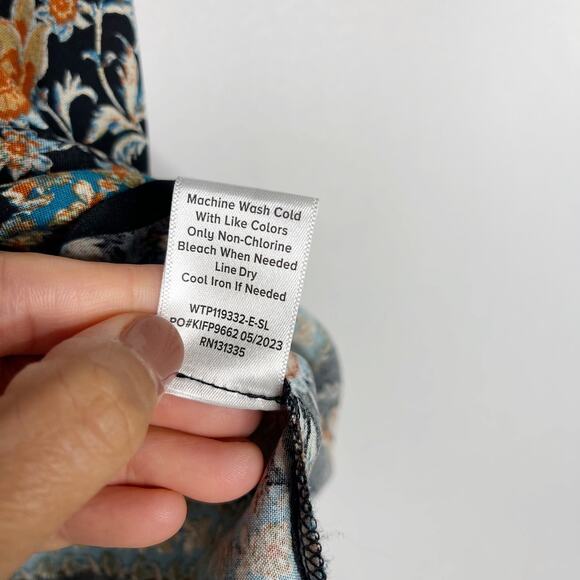 Machine Wash Cold
With Like Colors
Only Non-Chlorine
Bleach When Needed
Line Dry
Cool Iron If Needed
WTP119332-E-SL
PO#KIFP9662 05/2023
RN131335